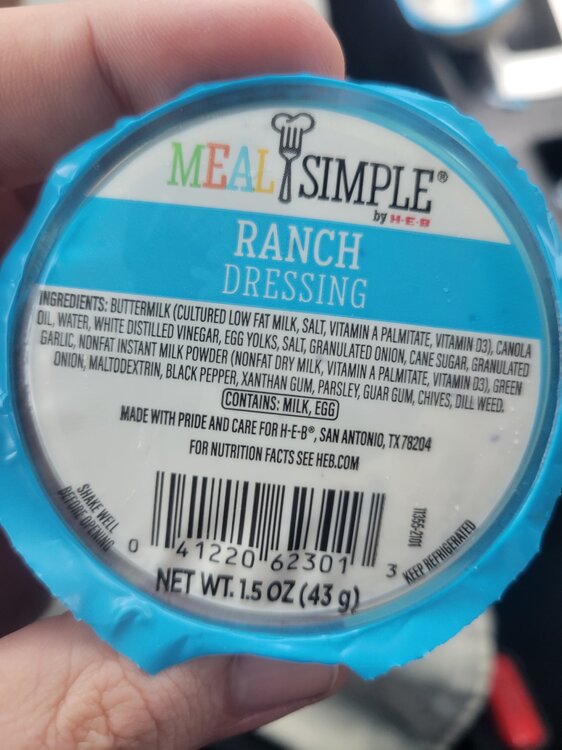 MEAL SIMPLE®
by H-E-B
RANCH
DRESSING
INGREDIENTS: BUTTERMILK (CULTURED LOW FAT MILK, SALT, VITAMIN A PALMITATE, VITAMIN D3), CANOLA
OIL, WATER, WHITE DISTILLED VINEGAR, EGG YOLKS, SALT, GRANULATED ONION, CANE SUGAR, GRANULATED
GARLIC, NONFAT INSTANT MILK POWDER (NONFAT DRY MILK, VITAMIN A PALMITATE, VITAMIN D3), GREEN
ONION, MALTODEXTRIN, BLACK PEPPER, XANTHAN GUM, PARSLEY, GUAR GUM, CHIVES, DILL WEED.
CONTAINS: MILK, EGG
MADE WITH PRIDE AND CARE FOR H-E-B®, SAN ANTONIO, TX 78204
FOR NUTRITION FACTS SEE HEB.COM
SHAKE WELL
BEFORE OPENING
0 41220 62301 3
11355-2101
KEEP REFRIGERATED
NET WT. 1.5 OZ (43 g)